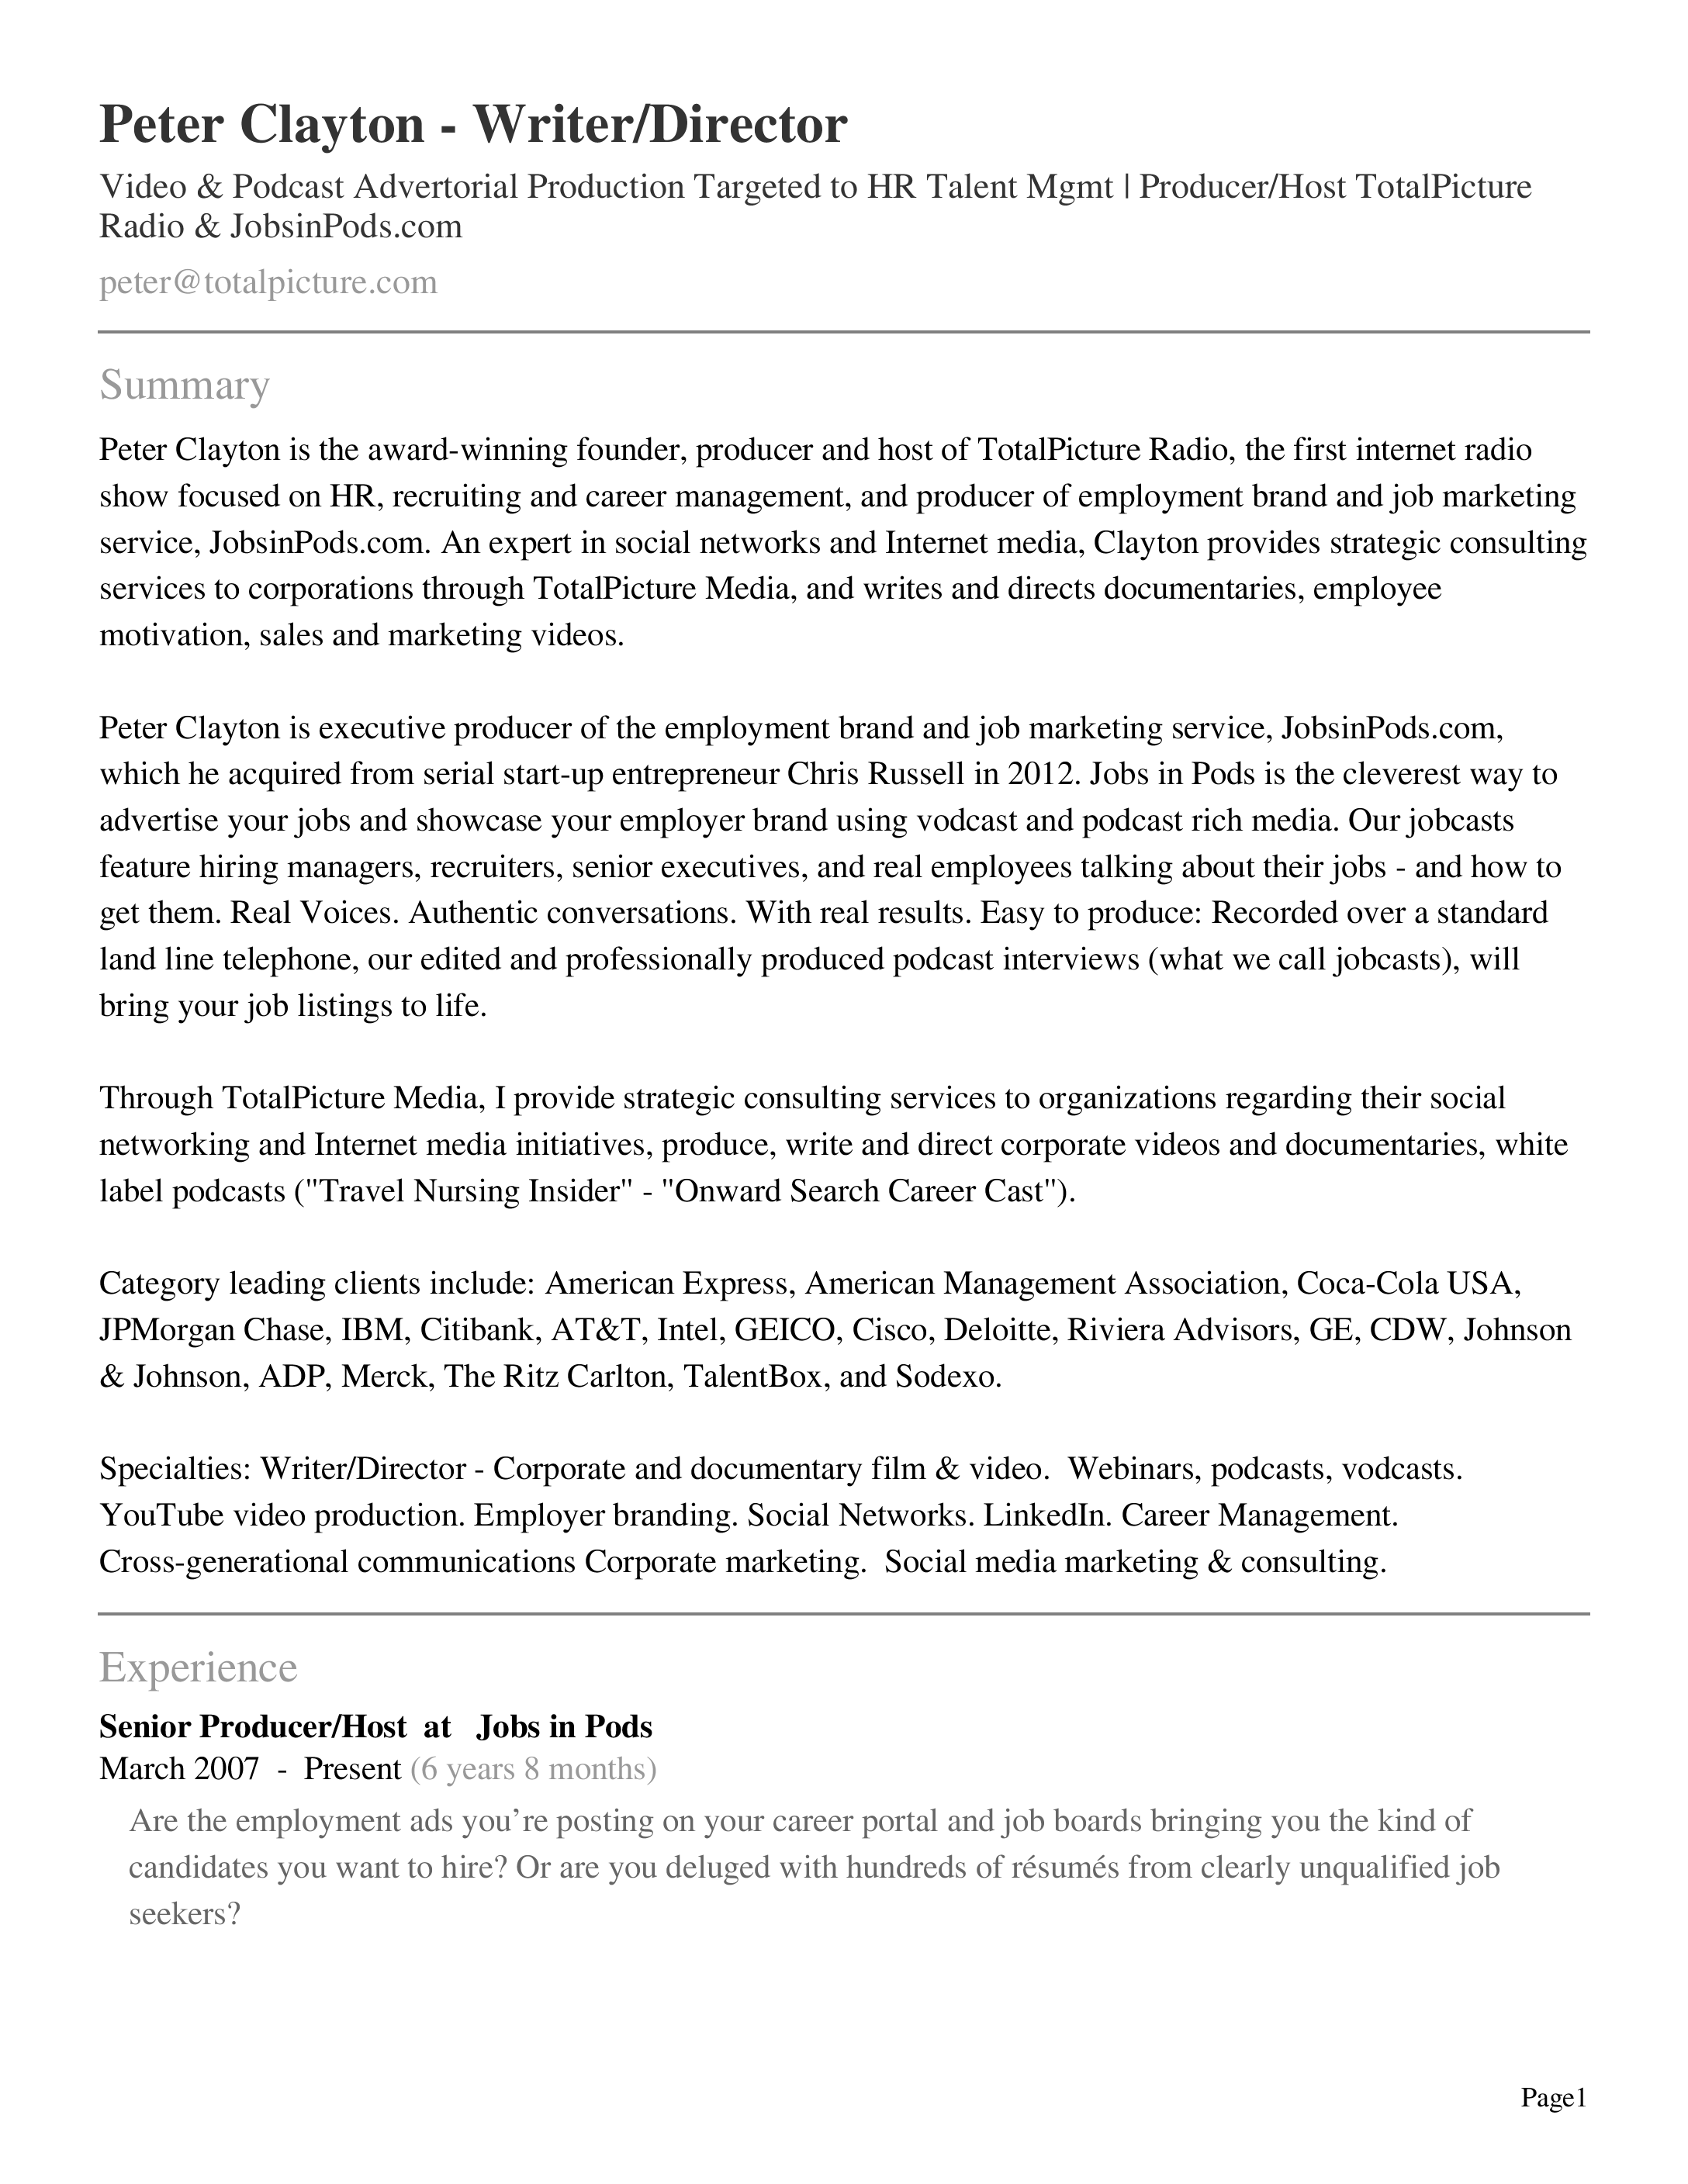 Peter Clayton - Writer/Director
Video & Podcast Advertorial Production Targeted to HR Talent Mgmt | Producer/Host TotalPicture
Radio & JobsinPods.com
peter@totalpicture.com
Summary
Peter Clayton is the award-winning founder, producer and host of TotalPicture Radio, the first internet radio
show focused on HR, recruiting and career management, and producer of employment brand and job marketing
service, JobsinPods.com. An expert in social networks and Internet media, Clayton provides strategic consulting
services to corporations through TotalPicture Media, and writes and directs documentaries, employee
motivation, sales and marketing videos.
Peter Clayton is executive producer of the employment brand and job marketing service, JobsinPods.com,
which he acquired from serial start-up entrepreneur Chris Russell in 2012. Jobs in Pods is the cleverest way to
advertise your jobs and showcase your employer brand using vodcast and podcast rich media. Our jobcasts
feature hiring managers, recruiters, senior executives, and real employees talking about their jobs - and how to
get them. Real Voices. Authentic conversations. With real results. Easy to produce: Recorded over a standard
land line telephone, our edited and professionally produced podcast interviews (what we call jobcasts), will
bring your job listings to life.
Through TotalPicture Media, I provide strategic consulting services to organizations regarding their social
networking and Internet media initiatives, produce, write and direct corporate videos and documentaries, white
label podcasts ("Travel Nursing Insider" - "Onward Search Career Cast").
Category leading clients include: American Express, American Management Association, Coca-Cola USA,
JPMorgan Chase, IBM, Citibank, AT&T, Intel, GEICO, Cisco, Deloitte, Riviera Advisors, GE, CDW, Johnson
& Johnson, ADP, Merck, The Ritz Carlton, TalentBox, and Sodexo.
Specialties: Writer/Director - Corporate and documentary film & video.  Webinars, podcasts, vodcasts.
YouTube video production. Employer branding. Social Networks. LinkedIn. Career Management.
Cross-generational communications Corporate marketing.  Social media marketing & consulting.
Experience
Senior Producer/Host  at   Jobs in Pods
March 2007  -  Present (6 years 8 months)
Are the employment ads you’re posting on your career portal and job boards bringing you the kind of
candidates you want to hire? Or are you deluged with hundreds of résumés from clearly unqualified job
seekers?
Page1